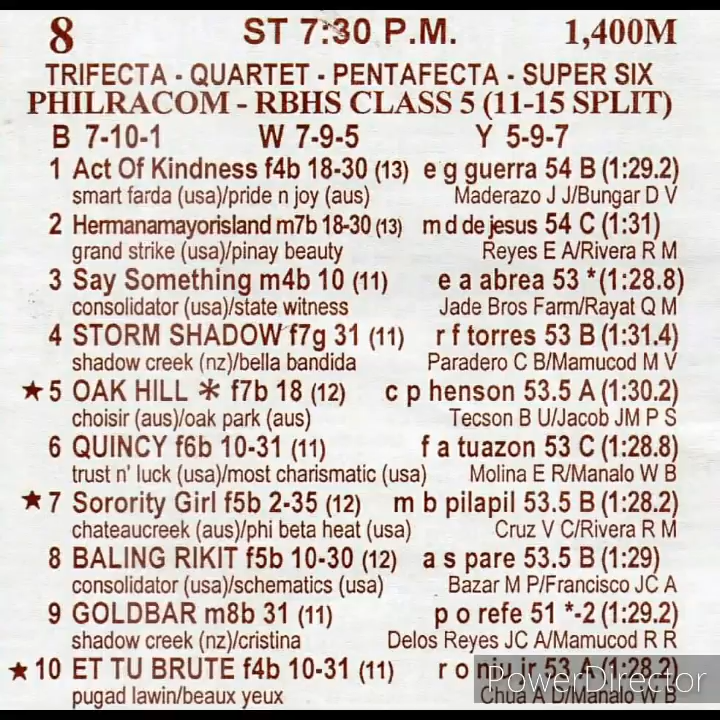 8 ST 7:30 P.M. 1,400M
TRIFECTA - QUARTET - PENTAFECTA - SUPER SIX
PHILRACOM - RBHS CLASS 5 (11-15 SPLIT)
B 7-10-1 W 7-9-5 Y 5-9-7
1 Act Of Kindness f4b 18-30 (13) e g guerra 54 B (1:29.2)
smart farda (usa)/pride n joy (aus) Maderazo J J/Bungar D V
2 Hermanamayorisland m7b 18-30 (13) m d de jesus 54 C (1:31)
grand strike (usa)/pinay beauty Reyes E A/Rivera R M
3 Say Something m4b 10 (11) e a abrea 53 *(1:28.8)
consolidator (usa)/state witness Jade Bros Farm/Rayat Q M
4 STORM SHADOW f7g 31 (11) r f torres 53 B (1:31.4)
shadow creek (nz)/bella bandida Paradero C B/Mamucod M V
★ 5 OAK HILL * f7b 18 (12) c p henson 53.5 A (1:30.2)
choisir (aus)/oak park (aus) Tecson B U/Jacob JM P S
6 QUINCY f6b 10-31 (11) f a tuazon 53 C (1:28.8)
trust n' luck (usa)/most charismatic (usa) Molina E R/Manalo W B
★ 7 Sorority Girl f5b 2-35 (12) m b pilapil 53.5 B (1:28.2)
chateaucreek (aus)/phi beta heat (usa) Cruz V C/Rivera R M
8 BALING RIKIT f5b 10-30 (12) a s pare 53.5 B (1:29)
consolidator (usa)/schematics (usa) Bazar M P/Francisco JC A
9 GOLDBAR m8b 31 (11) p o refe 51 *-2 (1:29.2)
shadow creek (nz)/cristina Delos Reyes JC A/Mamucod R R
★ 10 ET TU BRUTE f4b 10-31 (11) r o niu jr 53 A (1:28.2)
pugad lawin/beaux yeux Chua A D/Manalo W B
PowerDirector